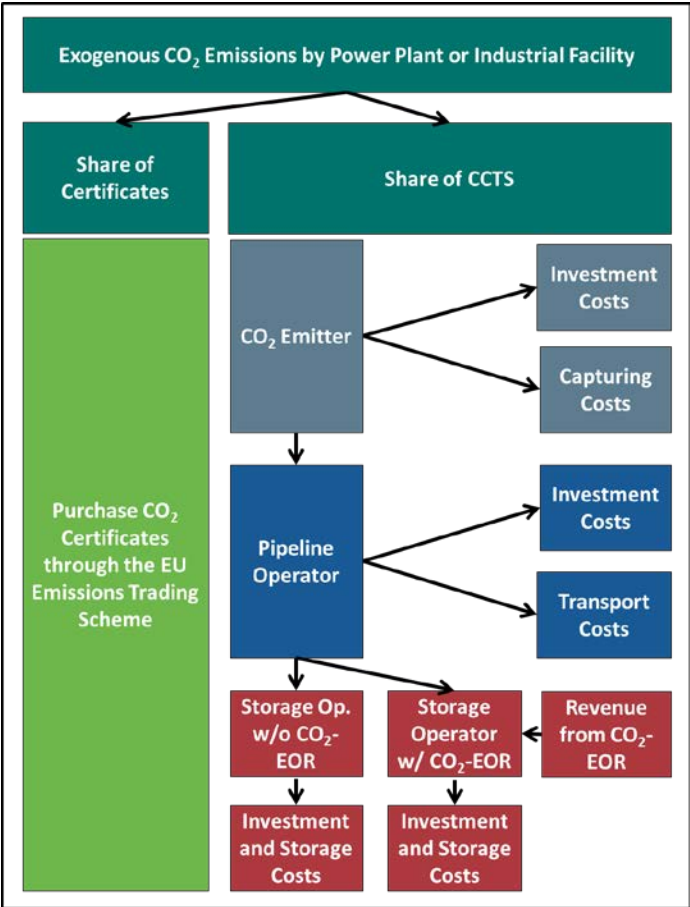 Exogenous CO₂ Emissions by Power Plant or Industrial Facility
Share of
Certificates
Share of CCTS
CO₂ Emitter
Investment
Costs
Capturing
Costs
Purchase CO₂
Certificates
through the EU
Emissions Trading
Scheme
Pipeline
Operator
Investment
Costs
Transport
Costs
Storage Op.
w/o CO₂-
EOR
Storage
Operator
w/ CO₂-EOR
Revenue
from CO₂-
EOR
Investment
and Storage
Costs
Investment
and Storage
Costs